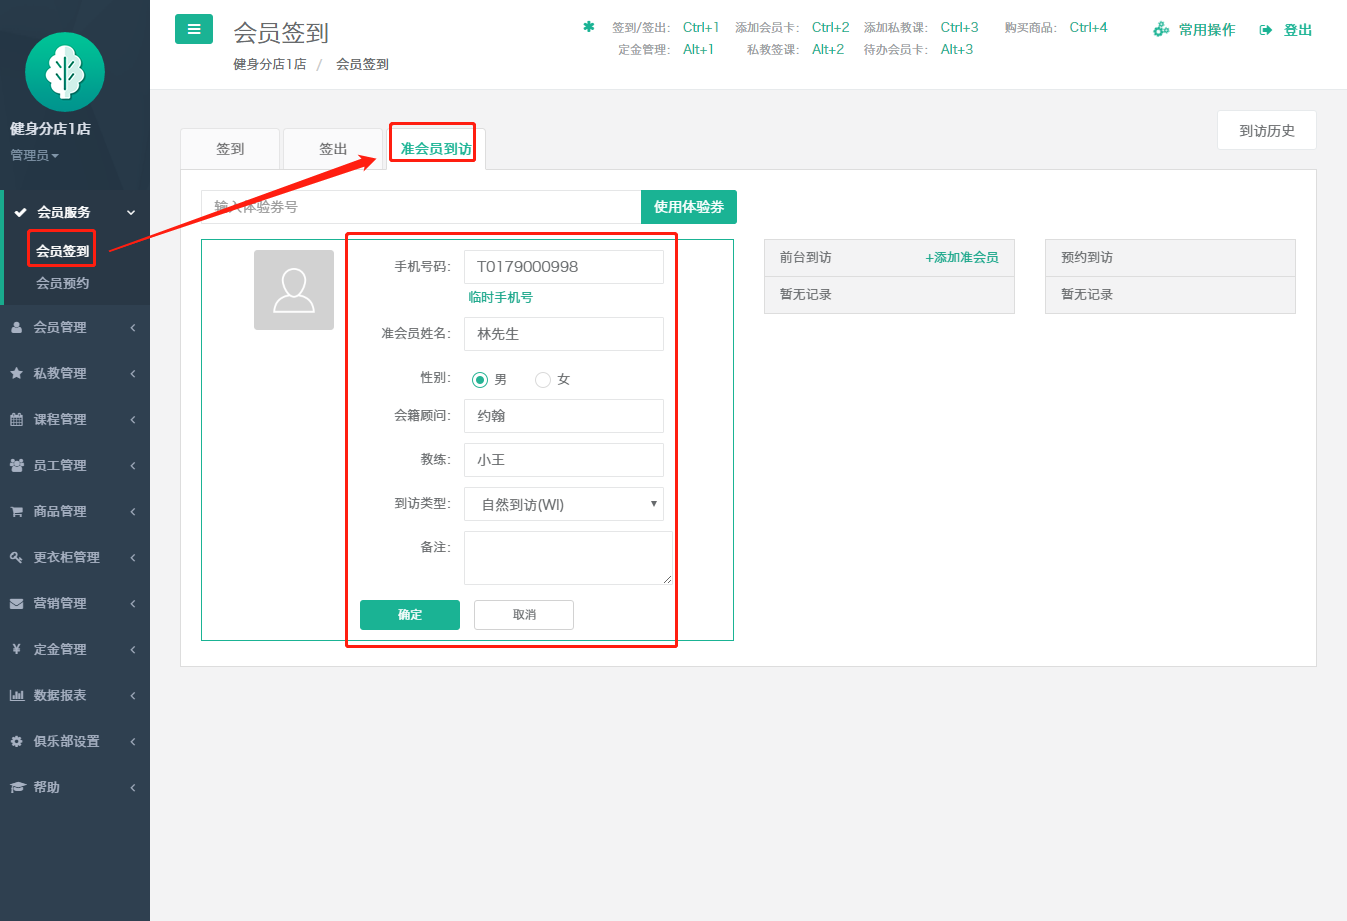 健身分店1店
管理员
会员服务
会员签到
会员预约
会员管理
私教管理
课程管理
员工管理
商品管理
更衣柜管理
营销管理
定金管理
数据报表
俱乐部设置
帮助
会员签到
健身分店1店 / 会员签到
签到/签出: Ctrl+1 添加会员卡: Ctrl+2 添加私教课: Ctrl+3 购买商品: Ctrl+4
定金管理: Alt+1 私教签课: Alt+2 待办会员卡: Alt+3
常用操作 登出
到访历史
签到 签出 准会员到访
输入体验券号 使用体验券
手机号码: T0179000998
临时手机号
准会员姓名: 林先生
性别: 男 女
会籍顾问: 约翰
教练: 小王
到访类型: 自然到访(WI)
备注:
确定 取消
前台到访 +添加准会员
暂无记录
预约到访
暂无记录